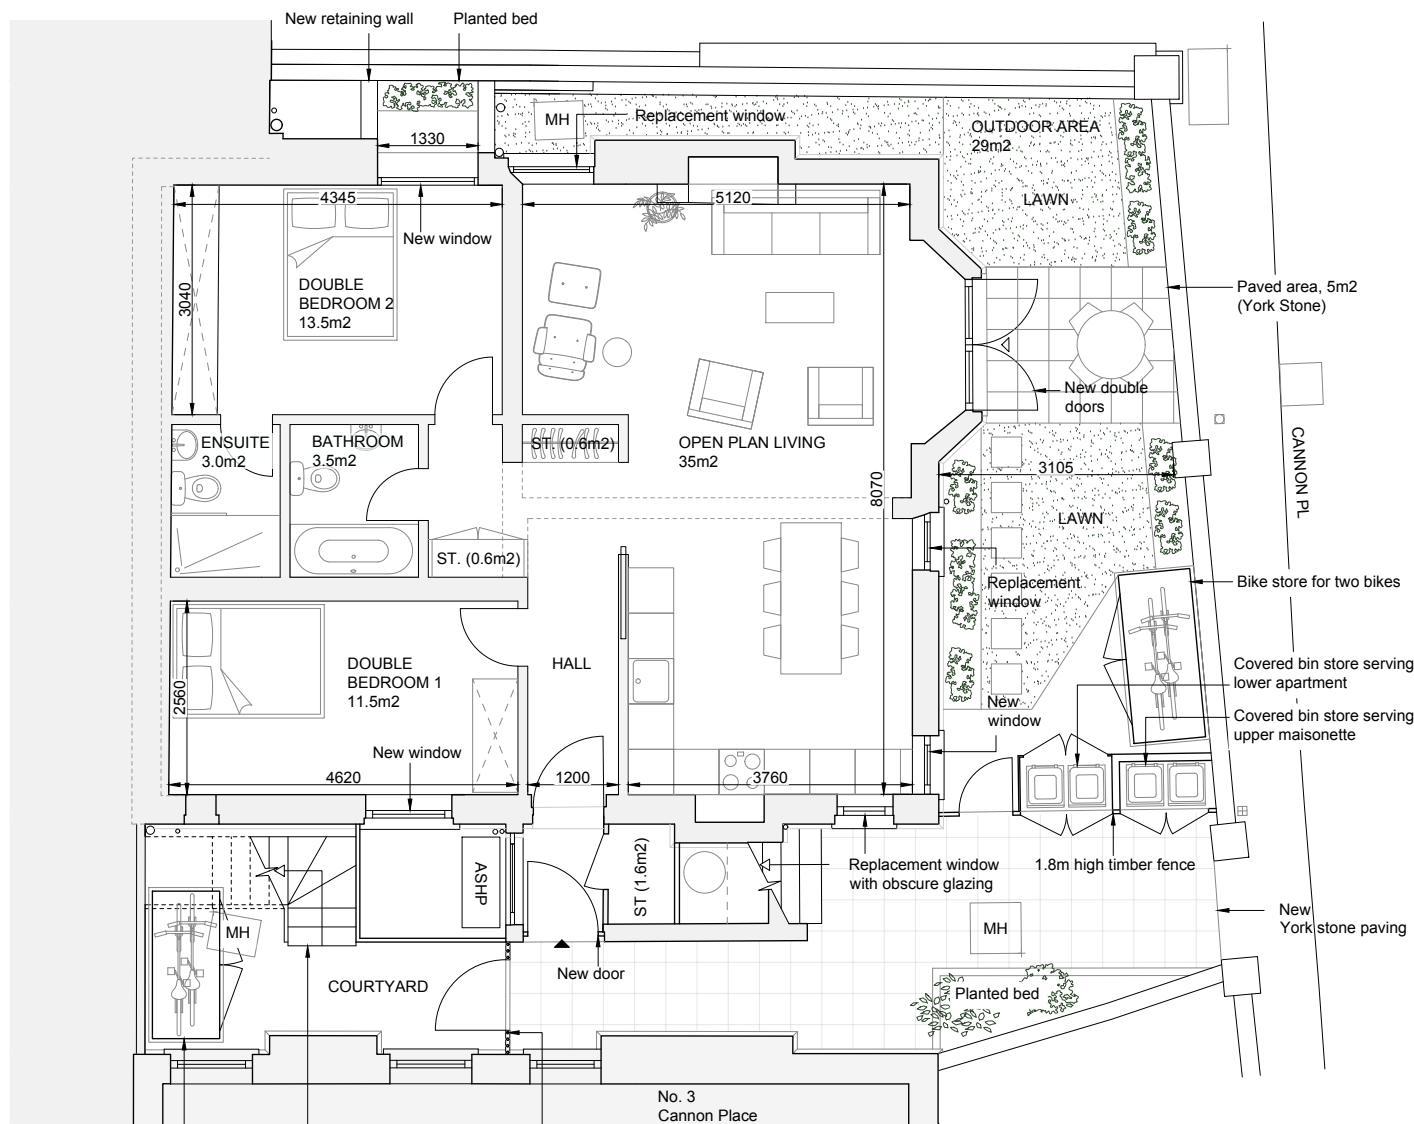 New retaining wall
Planted bed
MH
Replacement window
OUTDOOR AREA
29m2
1330
4345
5120
LAWN
New window
DOUBLE
BEDROOM 2
13.5m2
3040
Paved area, 5m2
(York Stone)
New double
doors
ENSUITE
3.0m2
BATHROOM
3.5m2
ST. (0.6m2)
OPEN PLAN LIVING
35m2
8070
3105
CANNON PL
LAWN
ST. (0.6m2)
Replacement
window
Bike store for two bikes
HALL
DOUBLE
BEDROOM 1
11.5m2
2560
Covered bin store serving
lower apartment
New
window
Covered bin store serving
upper maisonette
New window
4620
1200
3760
ASHP
ST (1.6m2)
Replacement window
with obscure glazing
1.8m high timber fence
MH
MH
New
York stone paving
New door
COURTYARD
Planted bed
No. 3
Cannon Place